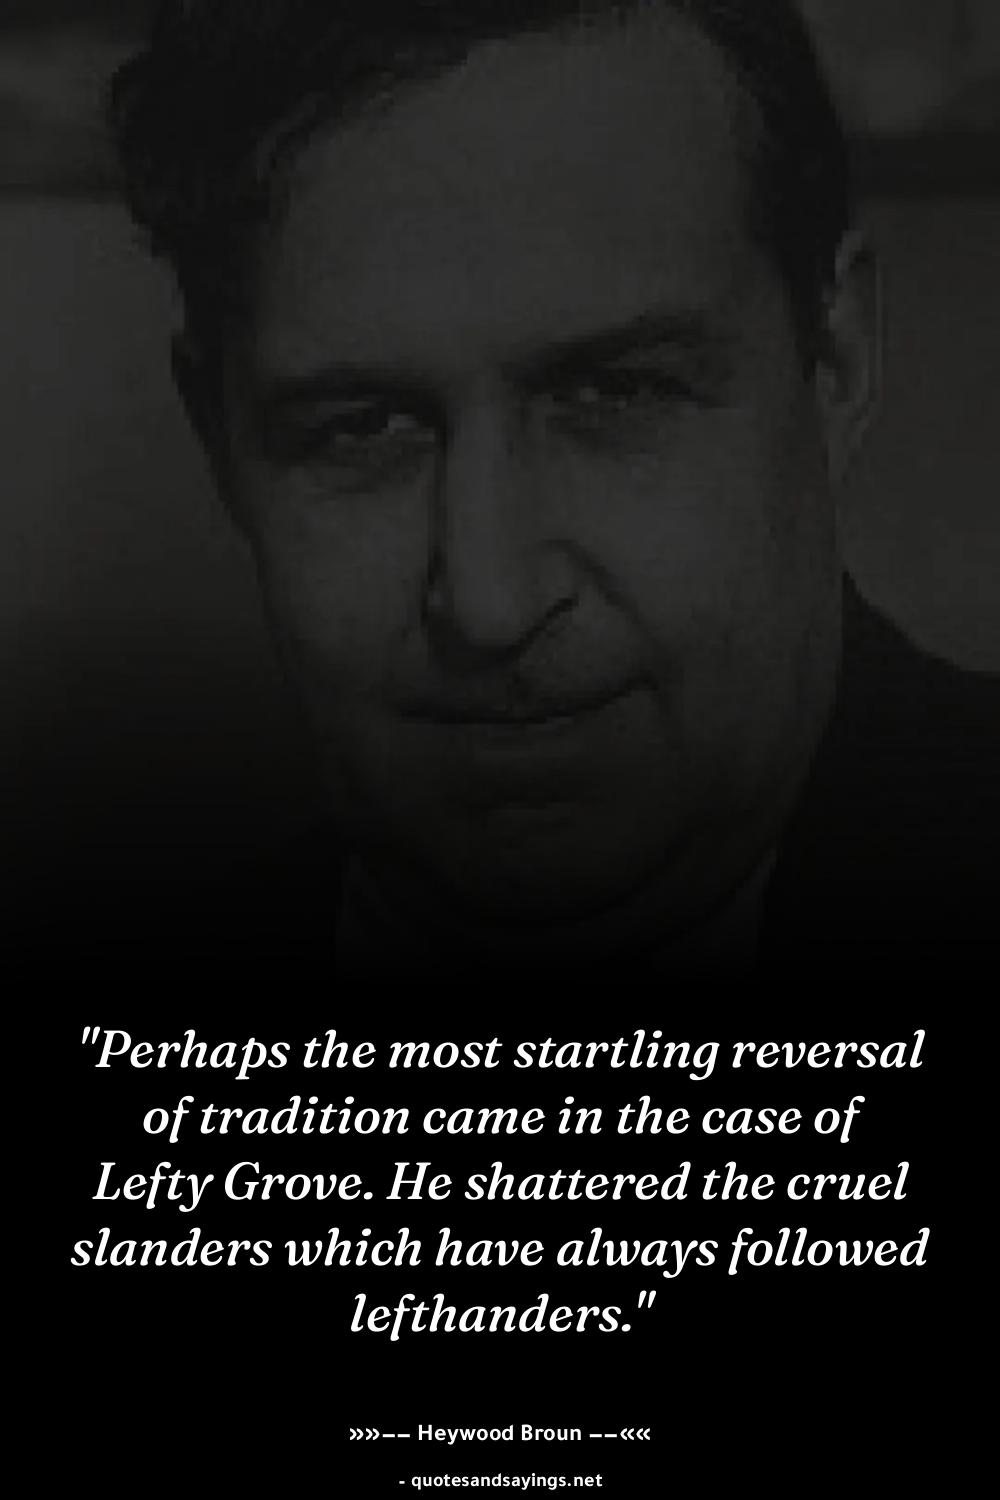 "Perhaps the most startling reversal
of tradition came in the case of
Lefty Grove. He shattered the cruel
slanders which have always followed
lefthanders."
»»–– Heywood Broun ––««
- quotesandsayings.net